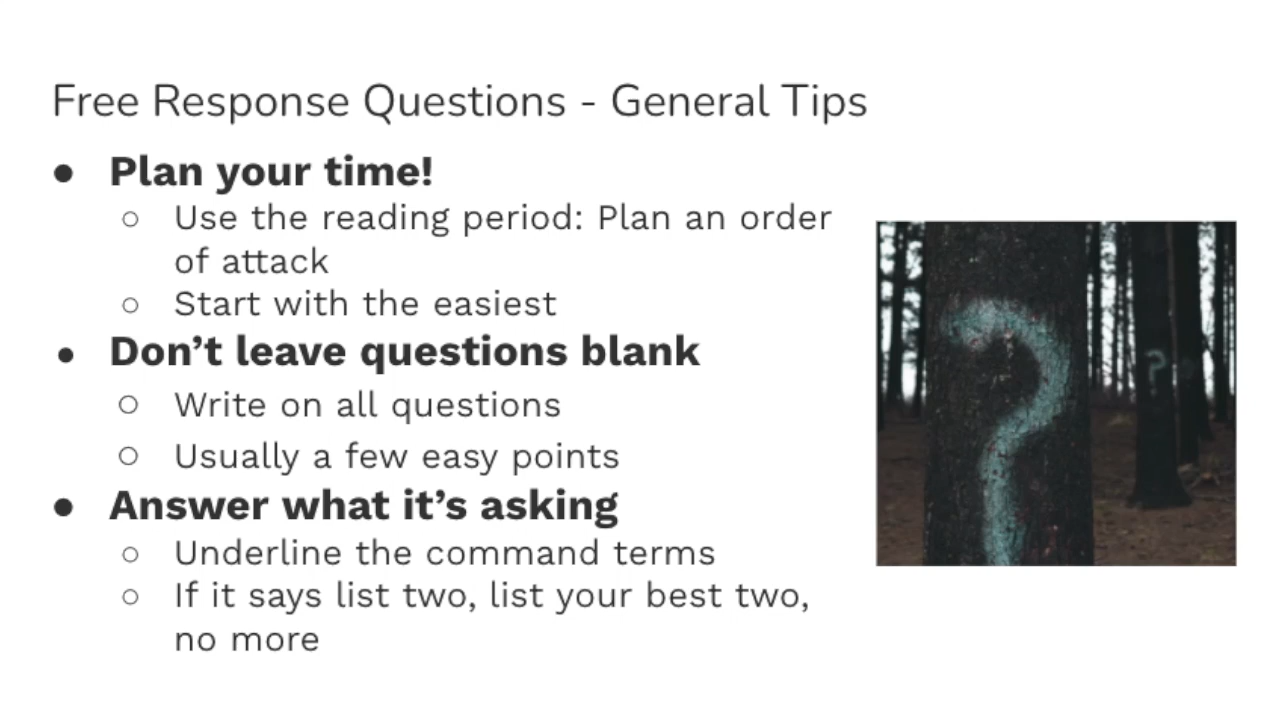 Free Response Questions - General Tips
● Plan your time!
○ Use the reading period: Plan an order
of attack
○ Start with the easiest
● Don’t leave questions blank
○ Write on all questions
○ Usually a few easy points
● Answer what it’s asking
○ Underline the command terms
○ If it says list two, list your best two,
no more
?
?